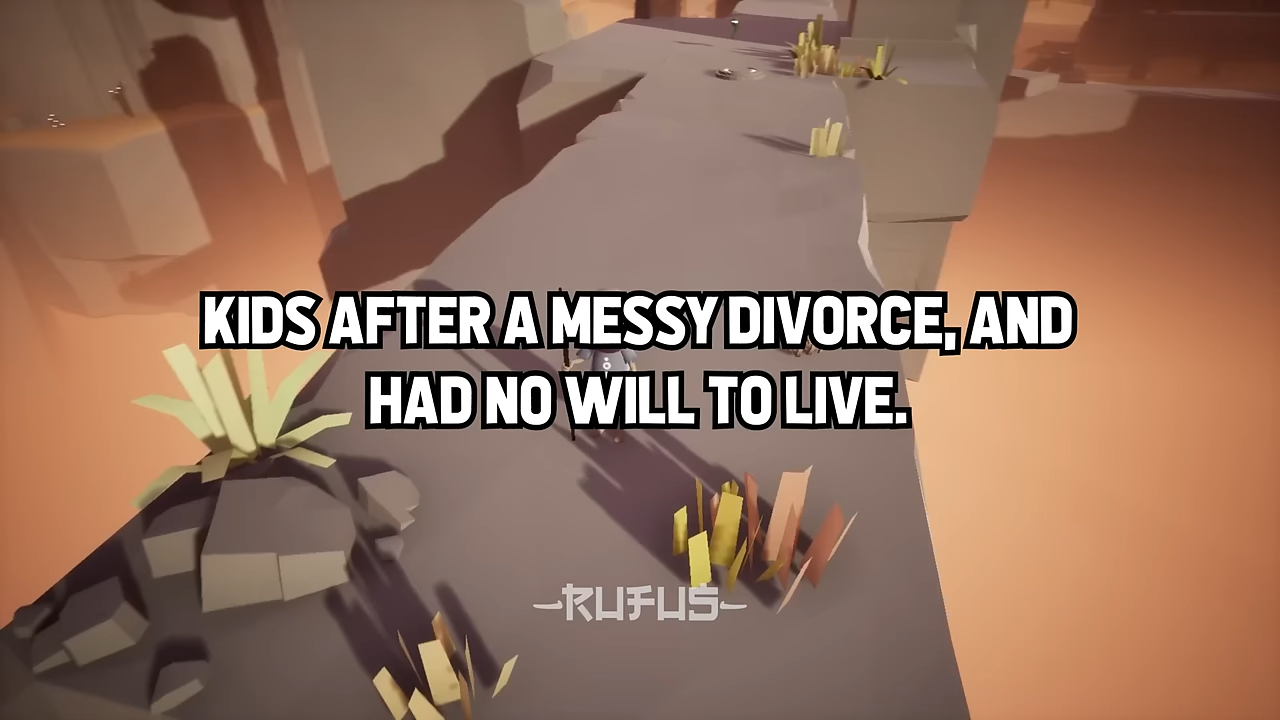 KIDS AFTER A MESSY DIVORCE, AND
HAD NO WILL TO LIVE.
RUFUS